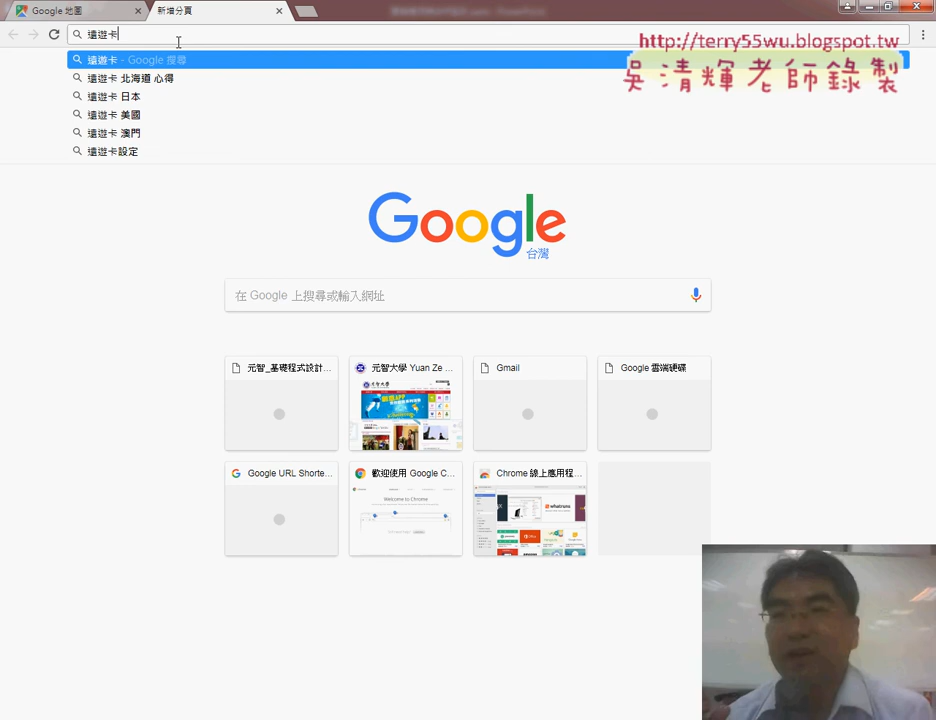 Google 地圖
新增分頁
遠遊卡
http://terry55wu.blogspot.tw
吳清輝老師錄製
遠遊卡 - Google 搜尋
遠遊卡 北海道 心得
遠遊卡 日本
遠遊卡 美國
遠遊卡 澳門
遠遊卡設定
Google
台灣
在 Google 上搜尋或輸入網址
元智_基礎程式設計...
元智大學 Yuan Ze ...
Gmail
Google 雲端硬碟
Google URL Shorte...
歡迎使用 Google C...
Chrome 線上應用程...
Welcome to Chrome